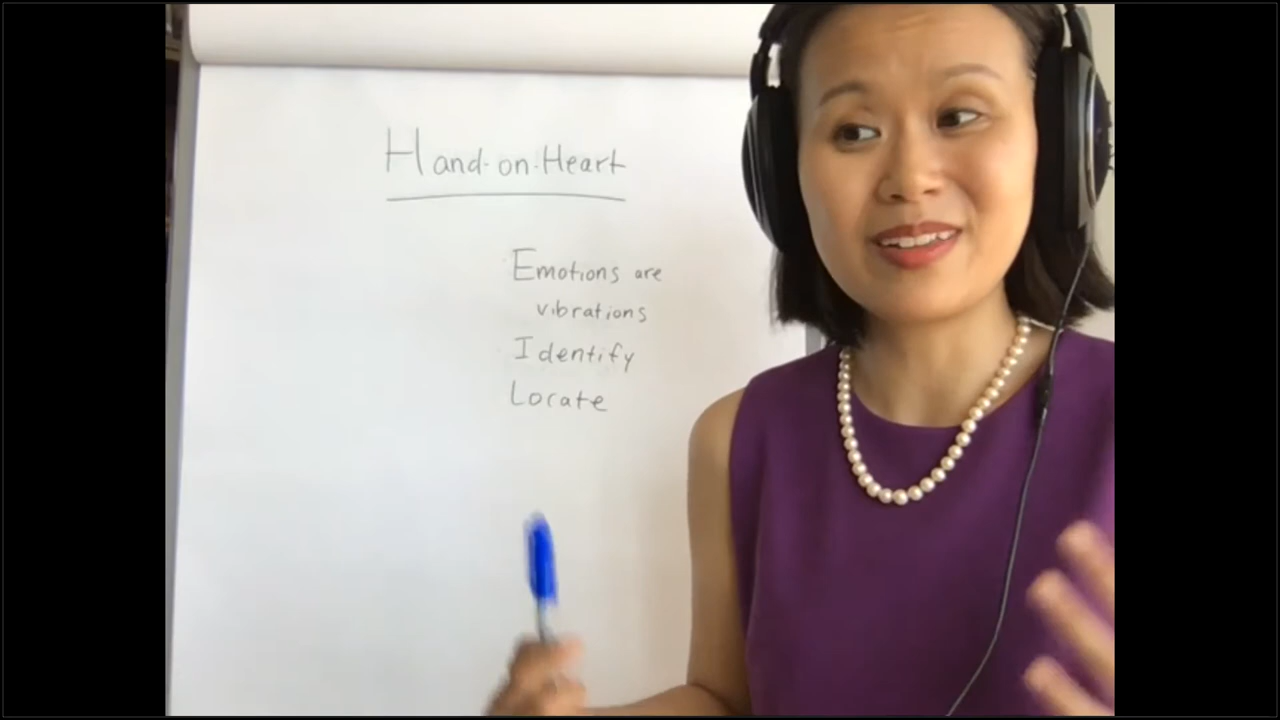 Hand-on-Heart
Emotions are
vibrations
Identify
Locate